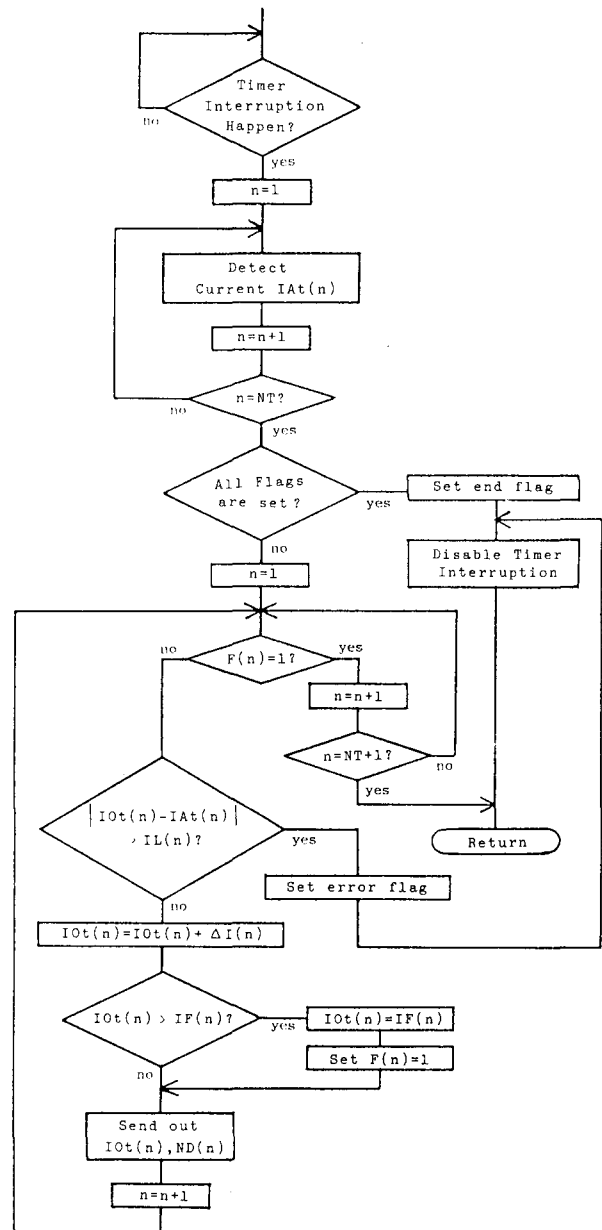 Timer
Interruption
Happen?
no
yes
n=1
Detect
Current IAt(n)
n=n+1
n=NT?
no
yes
All Flags
are set?
yes
Set end flag
no
Disable Timer
Interruption
n=1
no
F(n)=1?
yes
n=n+1
n=NT+1?
no
yes
Return
|IOt(n)-IAt(n)|
> IL(n)?
yes
Set error flag
no
IOt(n)=IOt(n)+ΔI(n)
IOt(n)>IF(n)?
yes
IOt(n)=IF(n)
Set F(n)=1
no
Send out
IOt(n),ND(n)
n=n+1